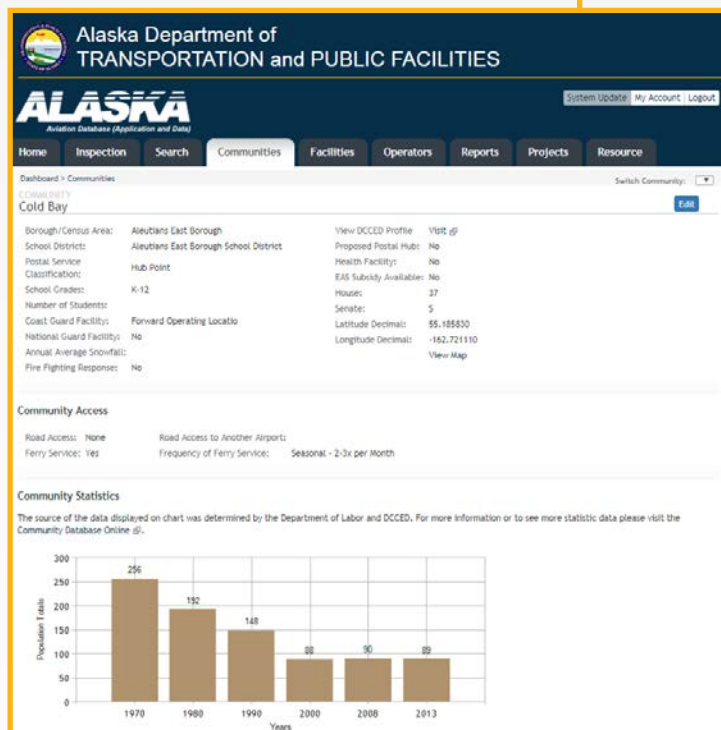 Alaska Department of
TRANSPORTATION and PUBLIC FACILITIES
ALASKA
Aviation Database (Application and Data)
System Update My Account Logout
Home Inspection Search Communities Facilities Operators Reports Projects Resource
Dashboard > Communities Switch Community:
COMMUNITY
Cold Bay Edit
Borough/Census Area: Aleutians East Borough View DCCED Profile Visit
School District: Aleutians East Borough School District Proposed Postal Hub: No
Postal Service Classification: Hub Point Health Facility: No
EAS Subsidy Available: No
School Grades: K-12 House: 37
Number of Students: Senate: S
Coast Guard Facility: Forward Operating Locatio Latitude Decimal: 55.185830
National Guard Facility: No Longitude Decimal: -162.721110
Annual Average Snowfall: View Map
Fire Fighting Response: No
Community Access
Road Access: None Road Access to Another Airport:
Ferry Service: Yes Frequency of Ferry Service: Seasonal - 2-3x per Month
Community Statistics
The source of the data displayed on chart was determined by the Department of Labor and DCCED. For more information or to see more statistic data please visit the
Community Database Online .
300
250
200
150
100
50
0
Population Totals
256
192
148
88
90
89
1970 1980 1990 2000 2008 2013
Years